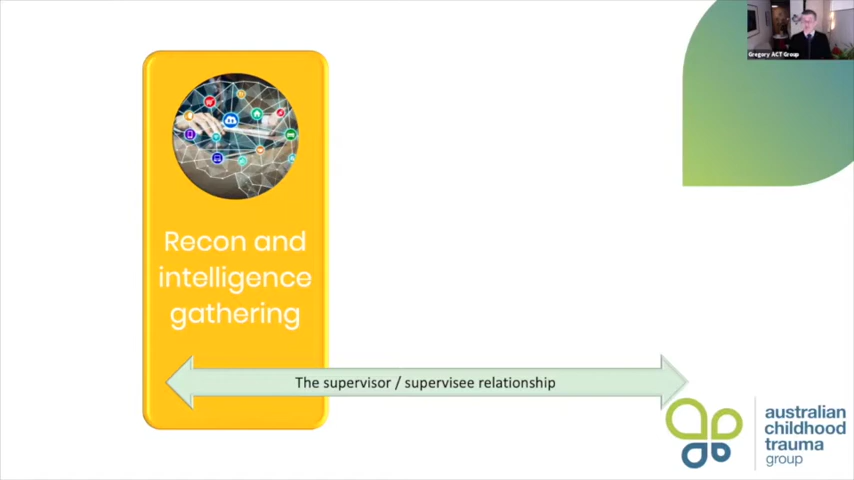 Gregory ACT Group
Recon and
intelligence
gathering
The supervisor / supervisee relationship
australian
childhood
trauma
group